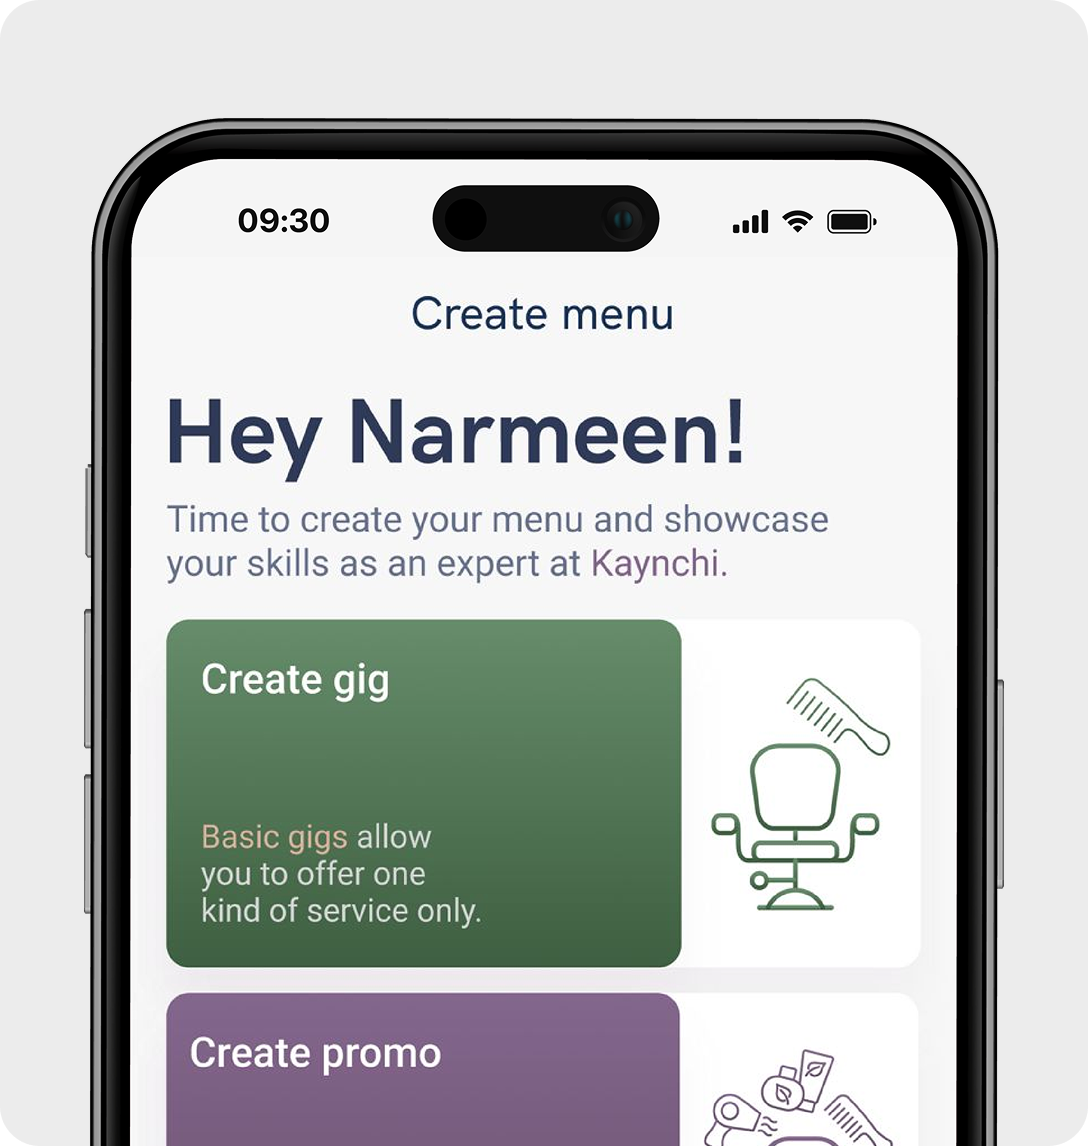 09:30
Create menu
Hey Narmeen!
Time to create your menu and showcase
your skills as an expert at Kaynchi.
Create gig
Basic gigs allow
you to offer one
kind of service only.
Create promo